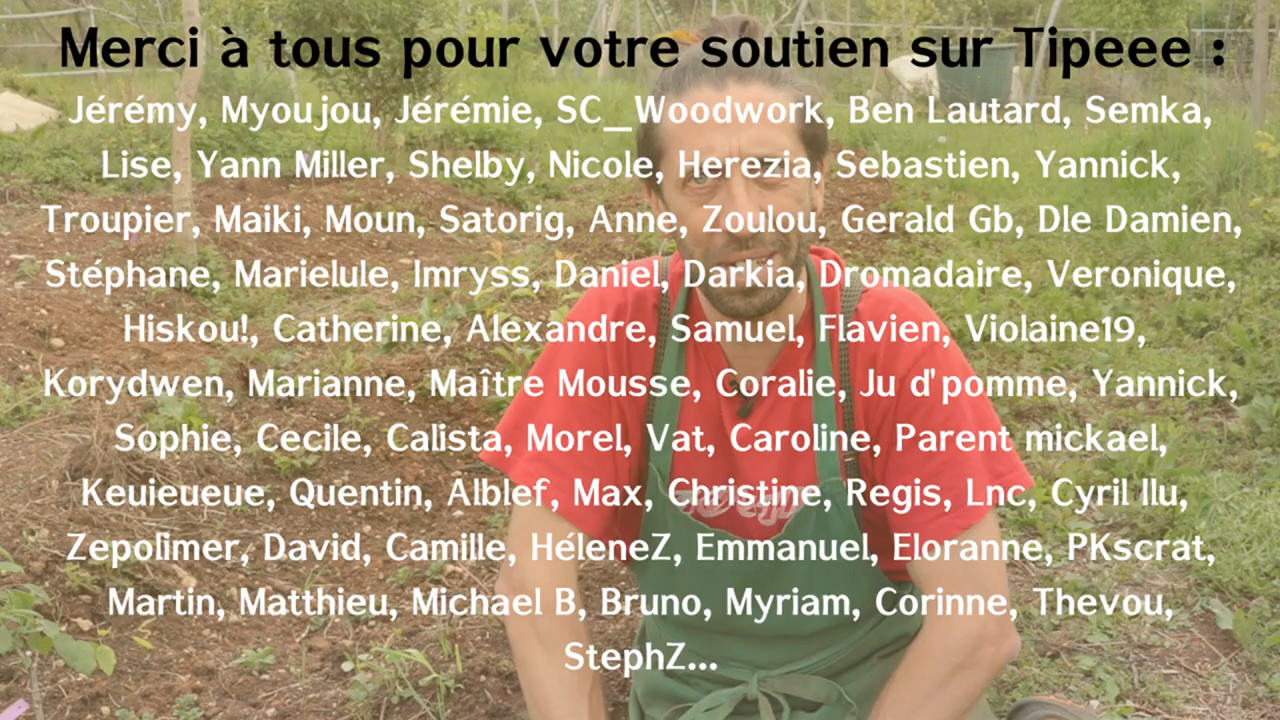 Merci à tous pour votre soutien sur Tipeee :
Jérémy, Myoujou, Jérémie, SC_Woodwork, Ben Lautard, Semka,
Lise, Yann Miller, Shelby, Nicole, Herezia, Sebastien, Yannick,
Troupier, Maiki, Moun, Satorig, Anne, Zoulou, Gerald Gb, Dle Damien,
Stéphane, Marielule, Imryss, Daniel, Darkia, Dromadaire, Veronique,
Hiskou!, Catherine, Alexandre, Samuel, Flavien, Violaine19,
Korydwen, Marianne, Maître Mousse, Coralie, Ju d'pomme, Yannick,
Sophie, Cecile, Calista, Morel, Vat, Caroline, Parent mickael,
Keuieueue, Quentin, Alblef, Max, Christine, Regis, Lnc, Cyril llu,
Zepolimer, David, Camille, HéleneZ, Emmanuel, Eloranne, PKscrat,
Martin, Matthieu, Michael B, Bruno, Myriam, Corinne, Thevou,
StephZ...